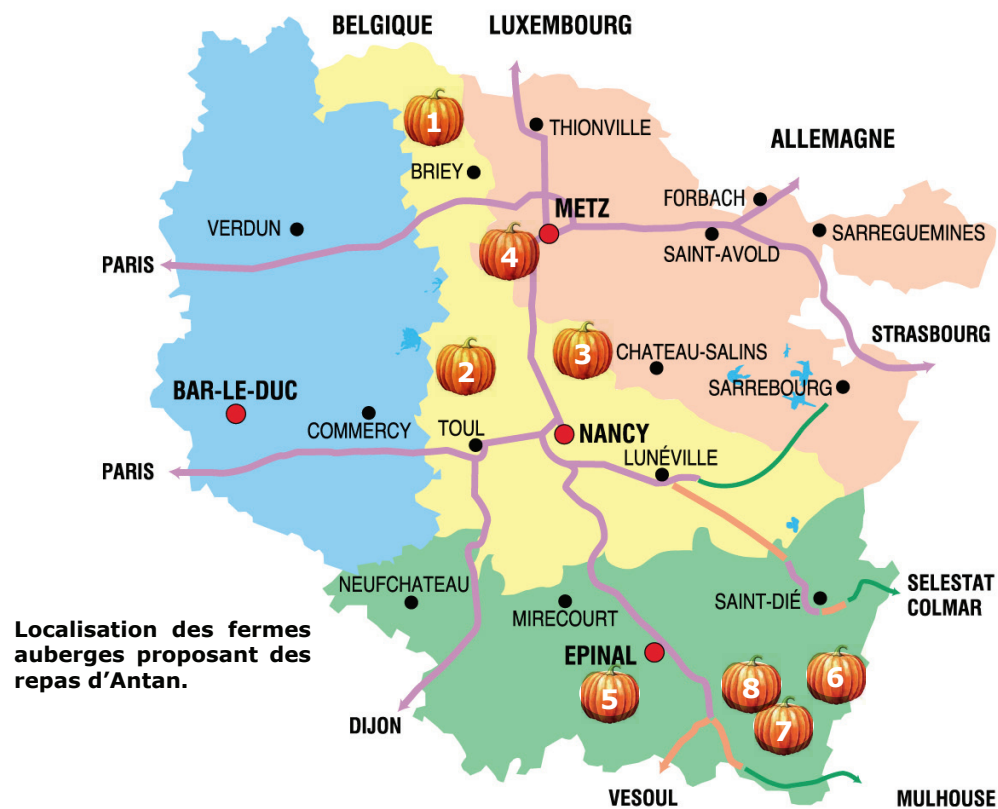 BELGIQUE
LUXEMBOURG
1
THIONVILLE
ALLEMAGNE
BRIEY
FORBACH
METZ
VERDUN
SARREGUEMINES
4
SAINT-AVOLD
PARIS
STRASBOURG
3
CHATEAU-SALINS
2
BAR-LE-DUC
SARREBOURG
COMMERCY
TOUL
NANCY
LUNÉVILLE
PARIS
NEUFCHATEAU
SELESTAT
COLMAR
SAINT-DIÉ
MIRECOURT
Localisation des fermes
auberges proposant des
repas d’Antan.
EPINAL
6
8
5
7
DIJON
VESOUL
MULHOUSE